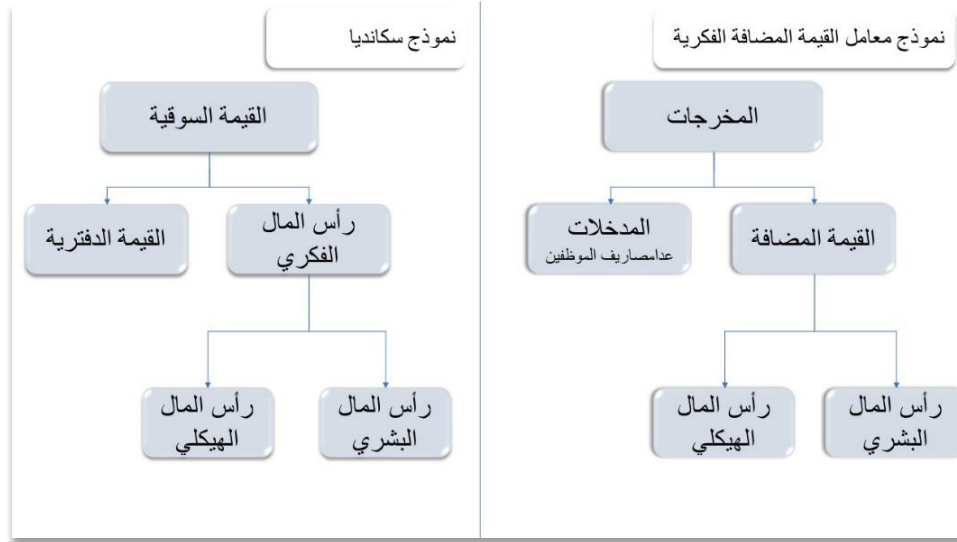 نموذج معامل القيمة المضافة الفكرية
المخرجات
القيمة المضافة
المدخلات
عدامصاريف الموظفين
رأس المال
البشري
رأس المال
الهيكلي
نموذج سكانديا
القيمة السوقية
رأس المال
الفكري
القيمة الدفترية
رأس المال
البشري
رأس المال
الهيكلي